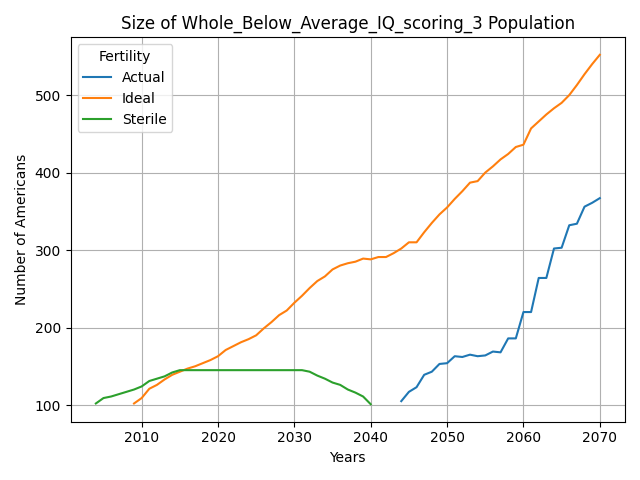 Size of Whole_Below_Average_IQ_scoring_3 Population
Fertility
Actual
Ideal
Sterile
Number of Americans
500
400
300
200
100
2010 2020 2030 2040 2050 2060 2070
Years